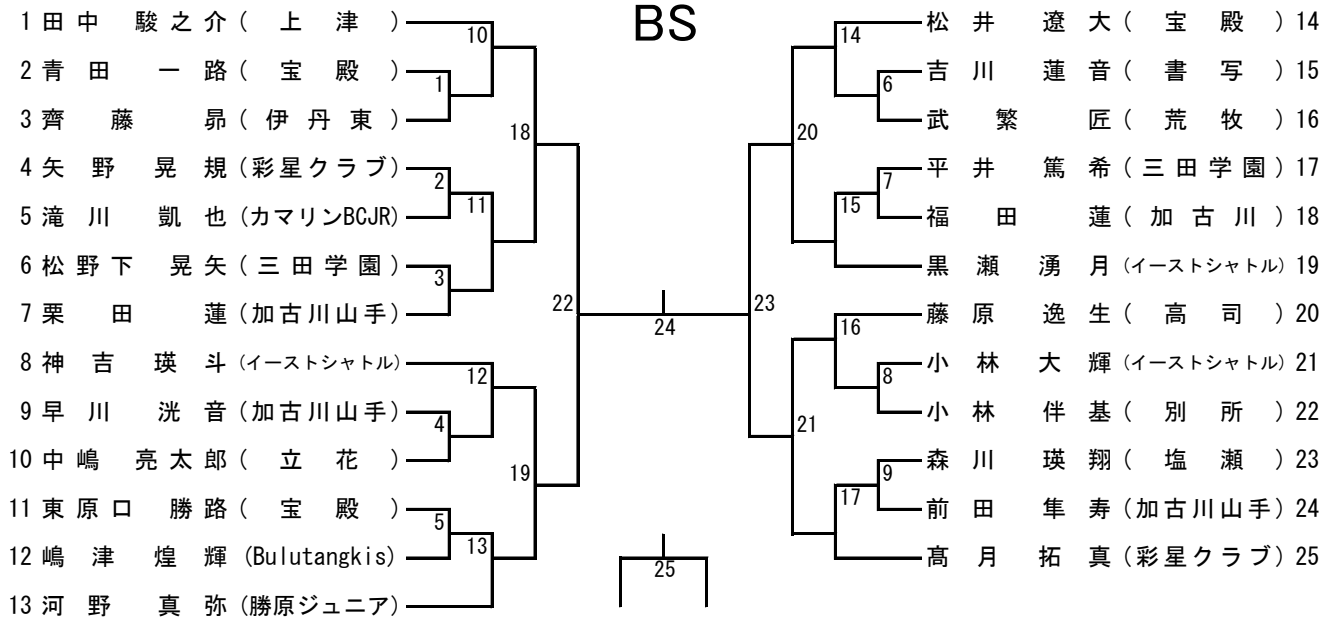 BS
1 田中 駿之介 ( 上津 )
2 青田 一路 ( 宝殿 )
3 齊藤 昴 ( 伊丹東 )
4 矢野 晃規 (彩星クラブ)
5 滝川 凱也 (カマリンBCJR)
6 松野下 晃矢 ( 三田学園 )
7 栗田 蓮 (加古川山手)
8 神吉 瑛斗 (イーストシャトル)
9 早川 洸音 (加古川山手)
10 中嶋 亮太郎 ( 立花 )
11 東原口 勝路 ( 宝殿 )
12 嶋津 煌輝 (Bulutangkis)
13 河野 真弥 (勝原ジュニア)
10
1
18
2
11
3
22
12
4
19
5
13
24
25
松井 遼大 ( 宝殿 ) 14
吉川 蓮音 ( 書写 ) 15
武繁 匠 ( 荒牧 ) 16
平井 篤希 ( 三田学園 ) 17
福田 蓮 ( 加古川 ) 18
黒瀬 湧月 (イーストシャトル) 19
藤原 逸生 ( 高司 ) 20
小林 大輝 (イーストシャトル) 21
小林 伴基 ( 別所 ) 22
森川 瑛翔 ( 塩瀬 ) 23
前田 隼寿 (加古川山手) 24
髙月 拓真 (彩星クラブ) 25
14
6
20
7
15
23
16
8
21
9
17